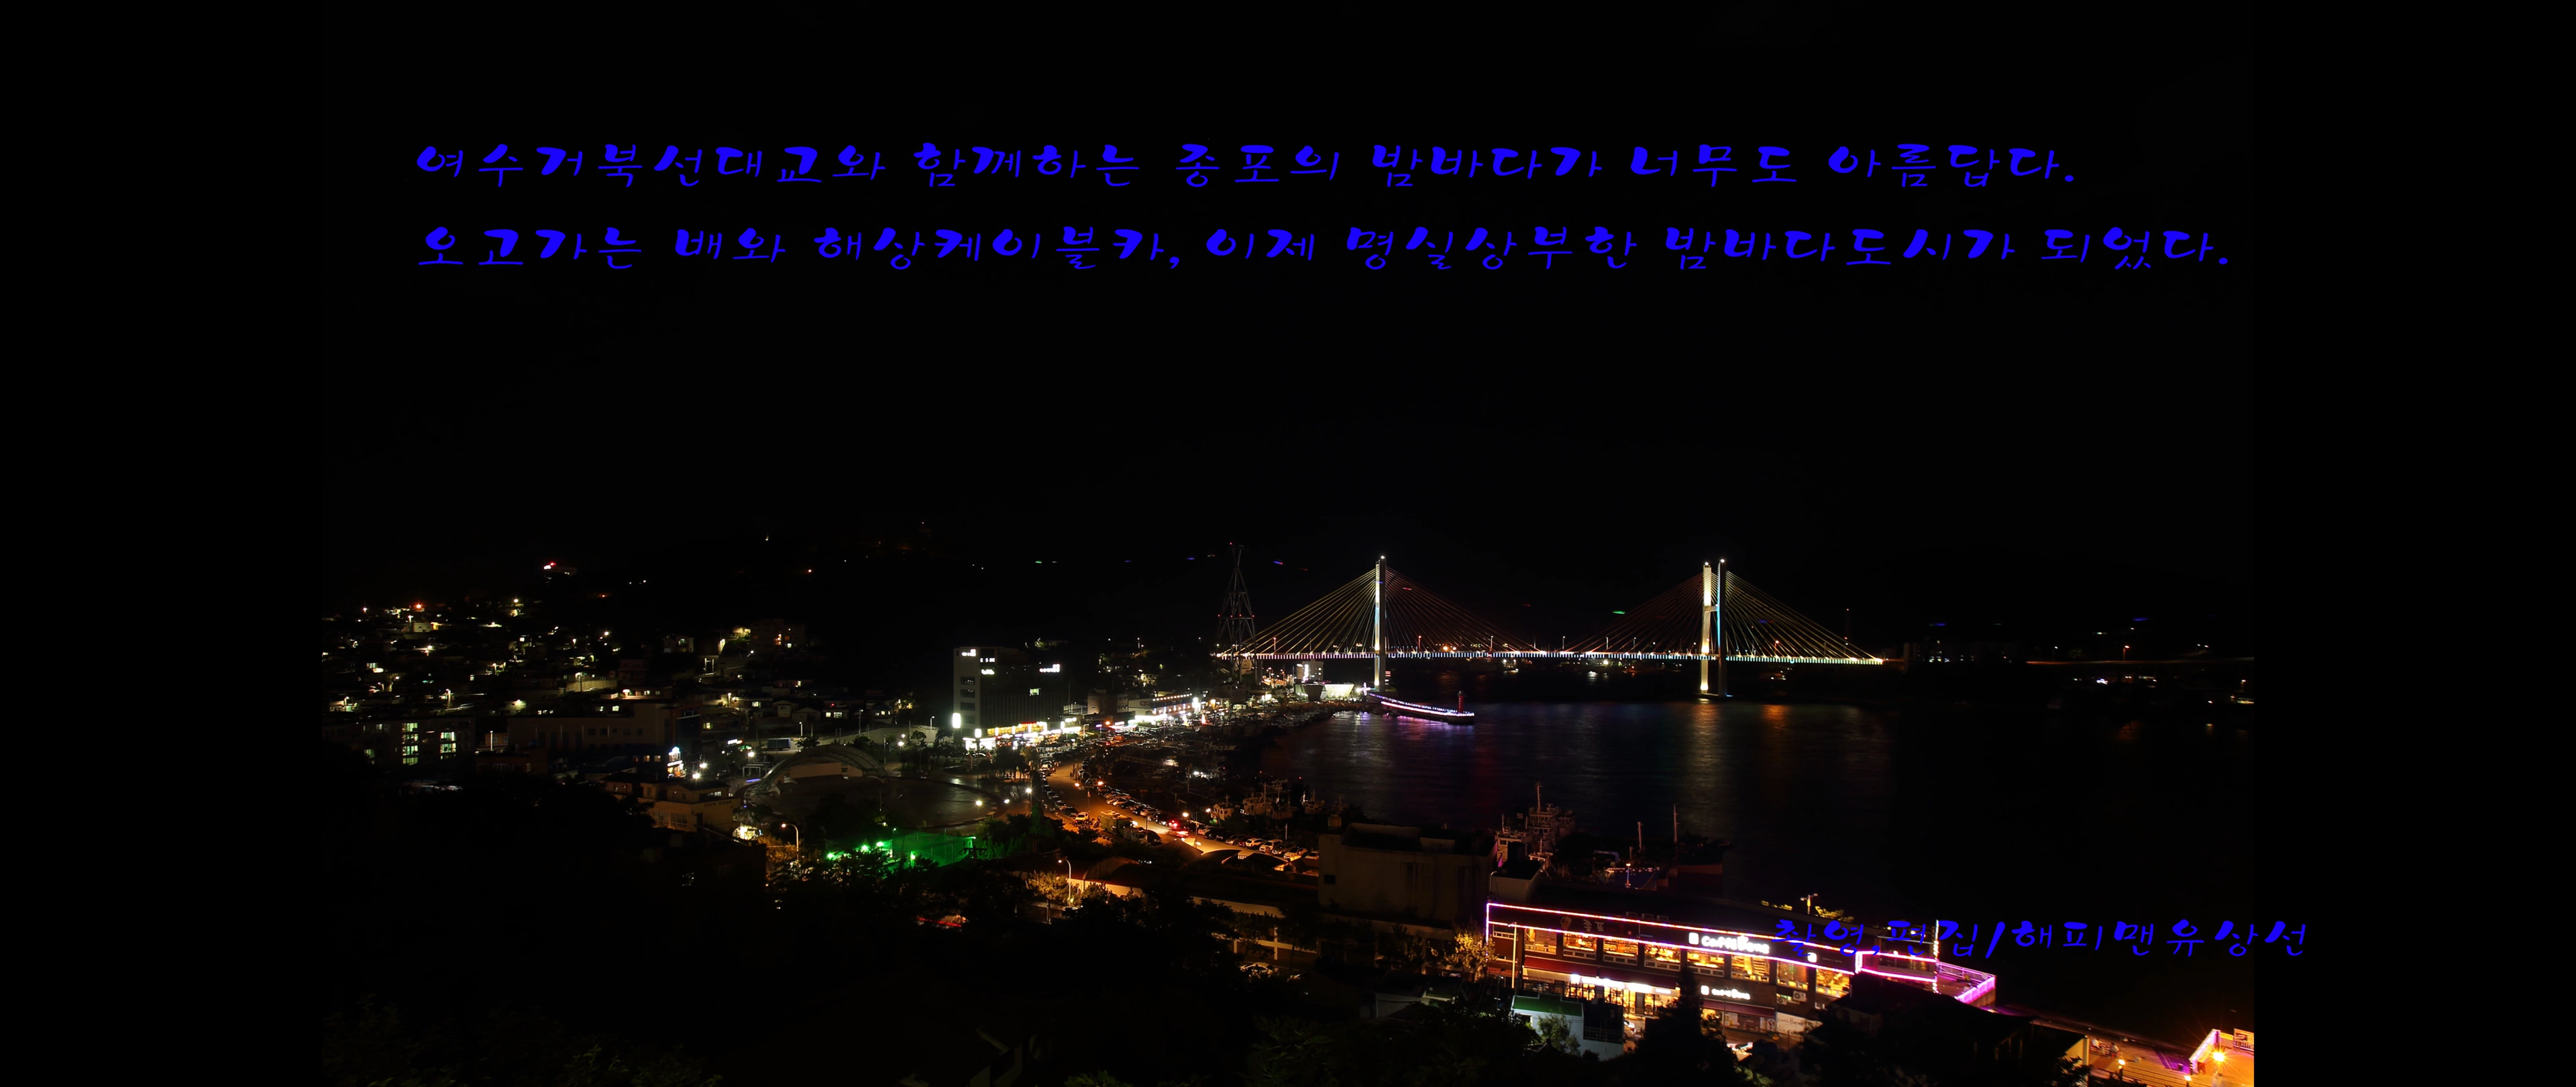 여수거북선대교와 함께하는 종포의 밤바다가 너무도 아름답다.
오고가는 배와 해상케이블카, 이제 명실상부한 밤바다도시가 되었다.
촬영,편집/해피맨유상선